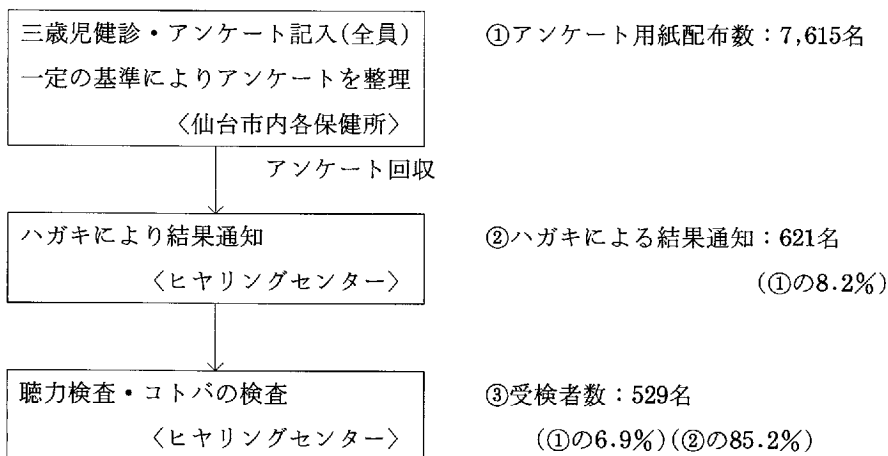 三歳児健診・アンケート記入(全員)
一定の基準によりアンケートを整理
〈仙台市内各保健所〉
①アンケート用紙配布数：7,615名
アンケート回収
ハガキにより結果通知
〈ヒヤリングセンター〉
②ハガキによる結果通知：621名
(①の8.2％)
聴力検査・コトバの検査
〈ヒヤリングセンター〉
③受検者数：529名
(①の6.9％)(②の85.2％)